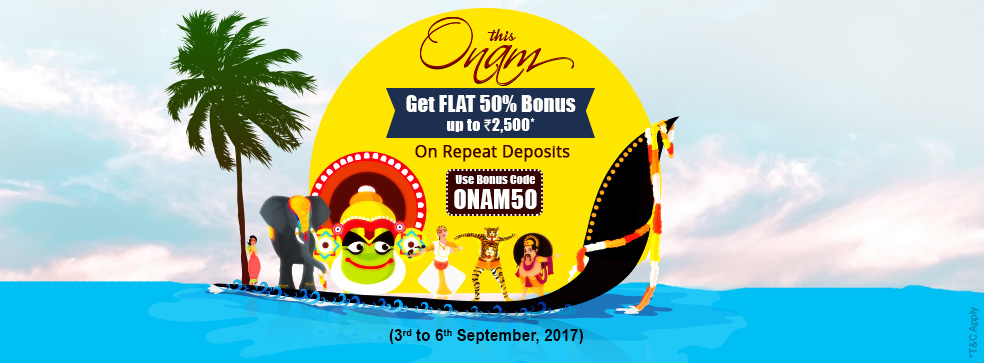 this
Onam
Get FLAT 50% Bonus
up to ₹2,500*
On Repeat Deposits
Use Bonus Code
ONAM50
(3rd to 6th September, 2017)
*T&C Apply